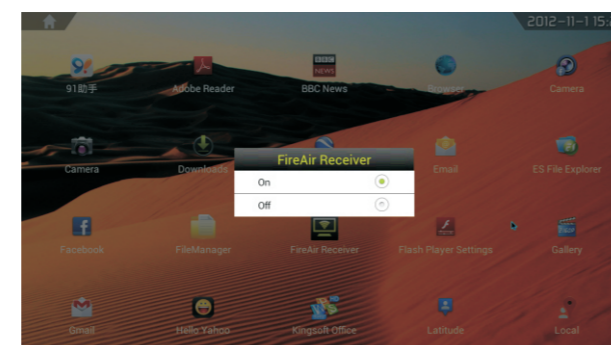 2012-11-1 15:2
91助手
Adobe Reader
BBC
NEWS
BBC News
Browser
Camera
Camera
Downloads
Email
ES File Explorer
FireAir Receiver
On
Off
Facebook
FileManager
FireAir Receiver
Flash Player Settings
Gallery
Gmail
Hello Yahoo
Kingsoft Office
Latitude
Local